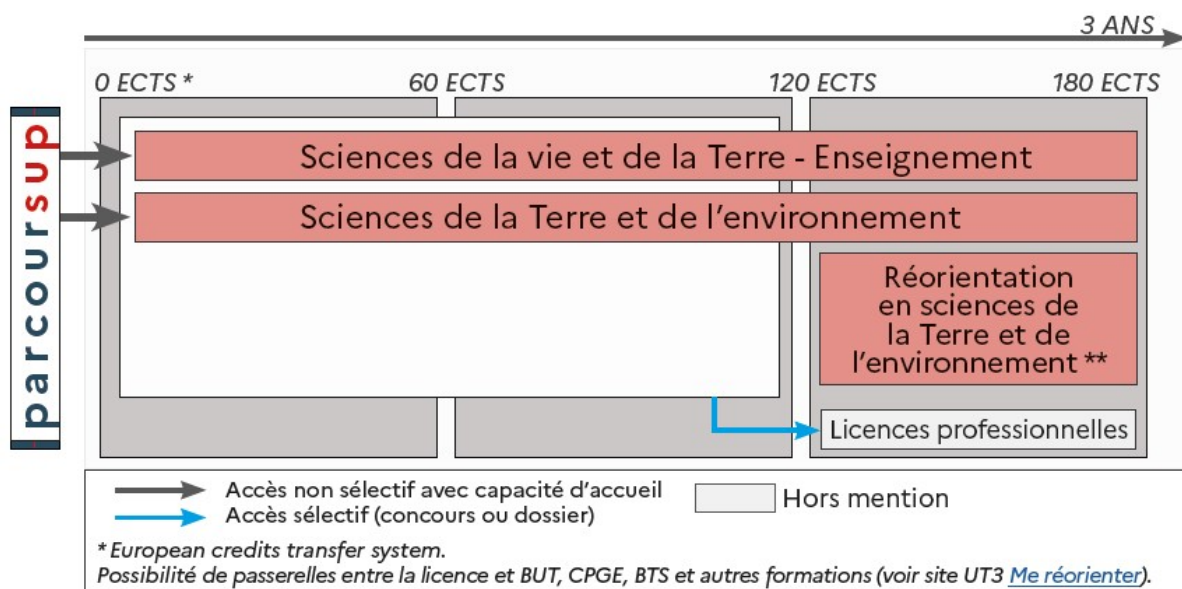 3 ANS
0 ECTS *
60 ECTS
120 ECTS
180 ECTS
parcoursup
Sciences de la vie et de la Terre - Enseignement
Sciences de la Terre et de l'environnement
Réorientation
en sciences de
la Terre et de
l'environnement **
Licences professionnelles
Accès non sélectif avec capacité d'accueil
Hors mention
Accès sélectif (concours ou dossier)
* European credits transfer system.
Possibilité de passerelles entre la licence et BUT, CPGE, BTS et autres formations (voir site UT3 Me réorienter).